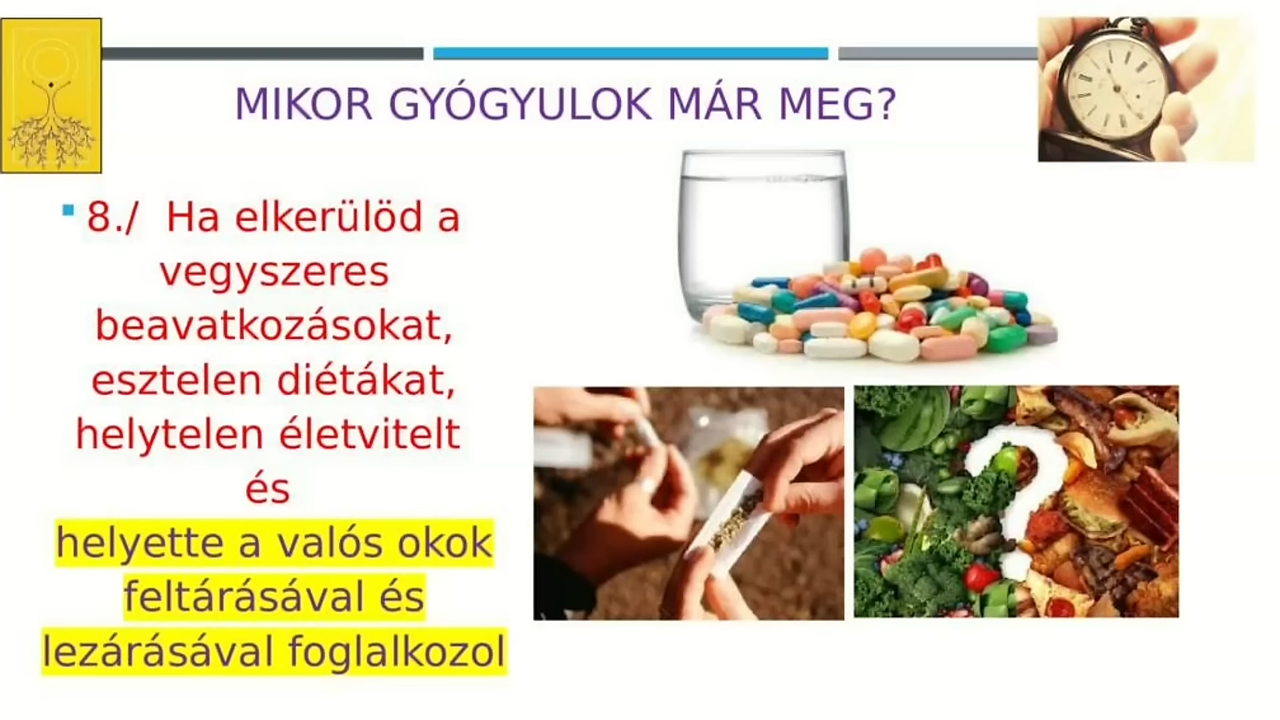 MIKOR GYÓGYULOK MÁR MEG?
8./ Ha elkerülöd a
vegyszeres
beavatkozásokat,
esztelen diétákat,
helytelen életvitelt
és
helyette a valós okok
feltárásával és
lezárásával foglalkozol